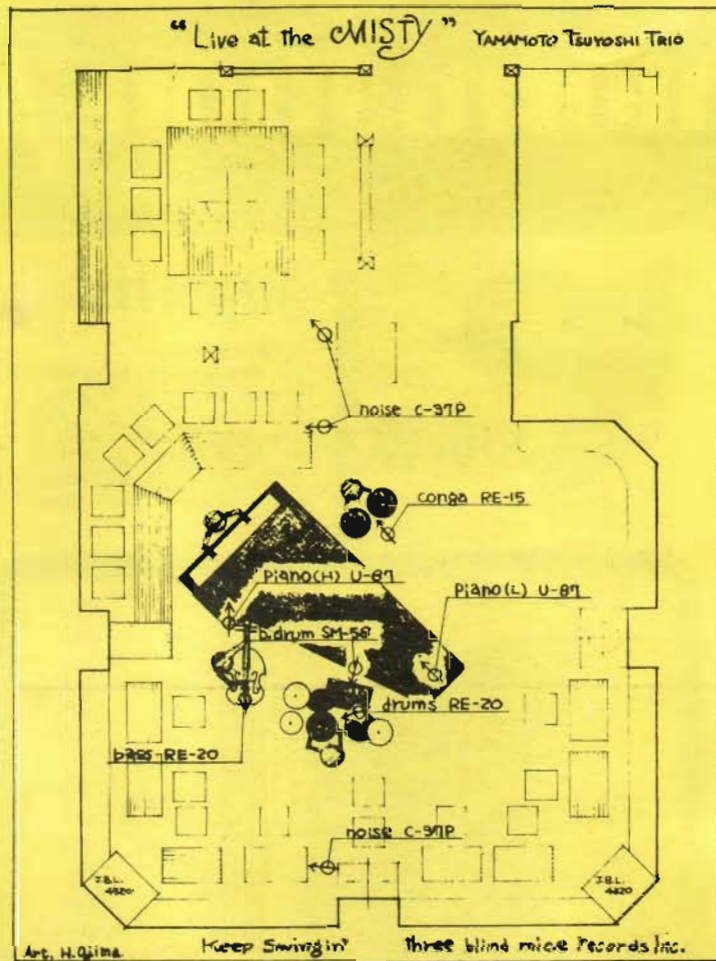 "Live at the MISTY" YAMAMOTO TSUYOSHI TRIO
noise C-37P
conga RE-15
Piano(H) U-87
Piano(L) U-87
b.drum SM-58
drums RE-20
bass RE-20
noise C-37P
J.B.L.
4320
J.B.L.
4320
Art, H. Ojima
Keep Swingin'
three blind mice records Inc.